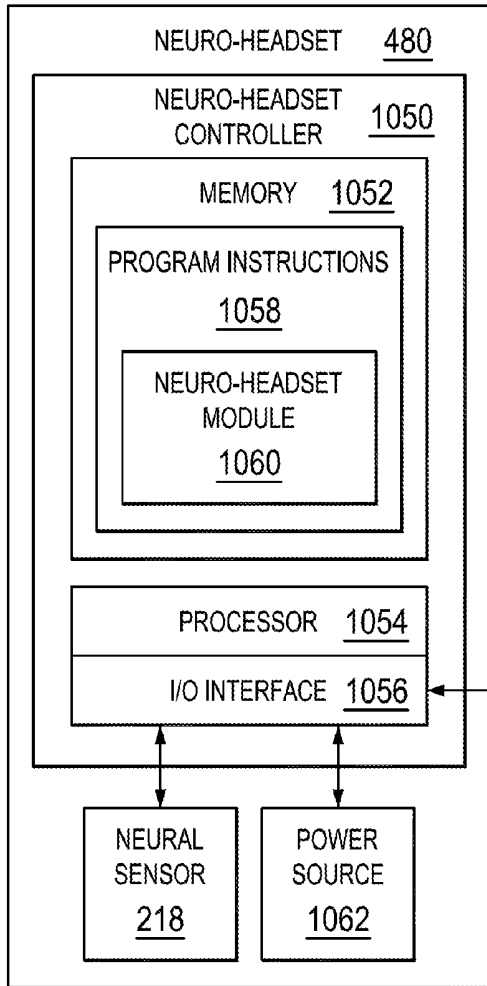 NEURO-HEADSET 480
NEURO-HEADSET
CONTROLLER 1050
MEMORY 1052
PROGRAM INSTRUCTIONS
1058
NEURO-HEADSET
MODULE
1060
PROCESSOR 1054
I/O INTERFACE 1056
NEURAL
SENSOR
218
POWER
SOURCE
1062